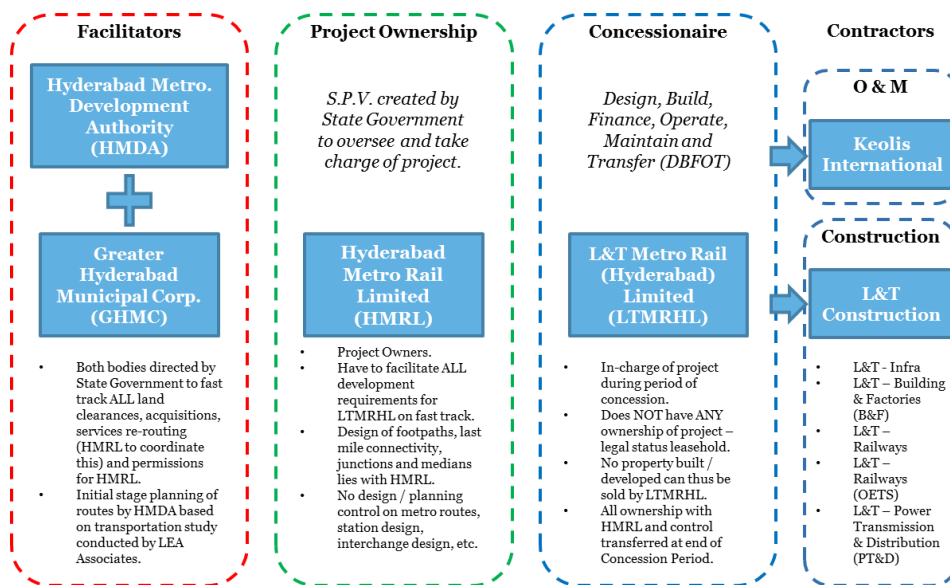 Facilitators
Hyderabad Metro.
Development
Authority
(HMDA)
Greater
Hyderabad
Municipal Corp.
(GHMC)
• Both bodies directed by
State Government to fast
track ALL land
clearances, acquisitions,
services re-routing
(HMRL to coordinate
this) and permissions
for HMRL.
• Initial stage planning of
routes by HMDA based
on transportation study
conducted by LEA
Associates.
Project Ownership
S.P.V. created by
State Government
to oversee and take
charge of project.
Hyderabad
Metro Rail
Limited
(HMRL)
• Project Owners.
• Have to facilitate ALL
development
requirements for
LTMRHL on fast track.
• Design of footpaths, last
mile connectivity,
junctions and medians
lies with HMRL.
• No design / planning
control on metro routes,
station design,
interchange design, etc.
Concessionaire
Design, Build,
Finance, Operate,
Maintain and
Transfer (DBFOT)
L&T Metro Rail
(Hyderabad)
Limited
(LTMRHL)
• In-charge of project
during period of
concession.
• Does NOT have ANY
ownership of project –
legal status leasehold.
• No property built /
developed can thus be
sold by LTMRHL.
• All ownership with
HMRL and control
transferred at end of
Concession Period.
Contractors
O & M
Keolis
International
Construction
L&T
Construction
• L&T - Infra
• L&T – Building
& Factories
(B&F)
• L&T –
Railways
• L&T –
Railways
(OETS)
• L&T – Power
Transmission
& Distribution
(PT&D)